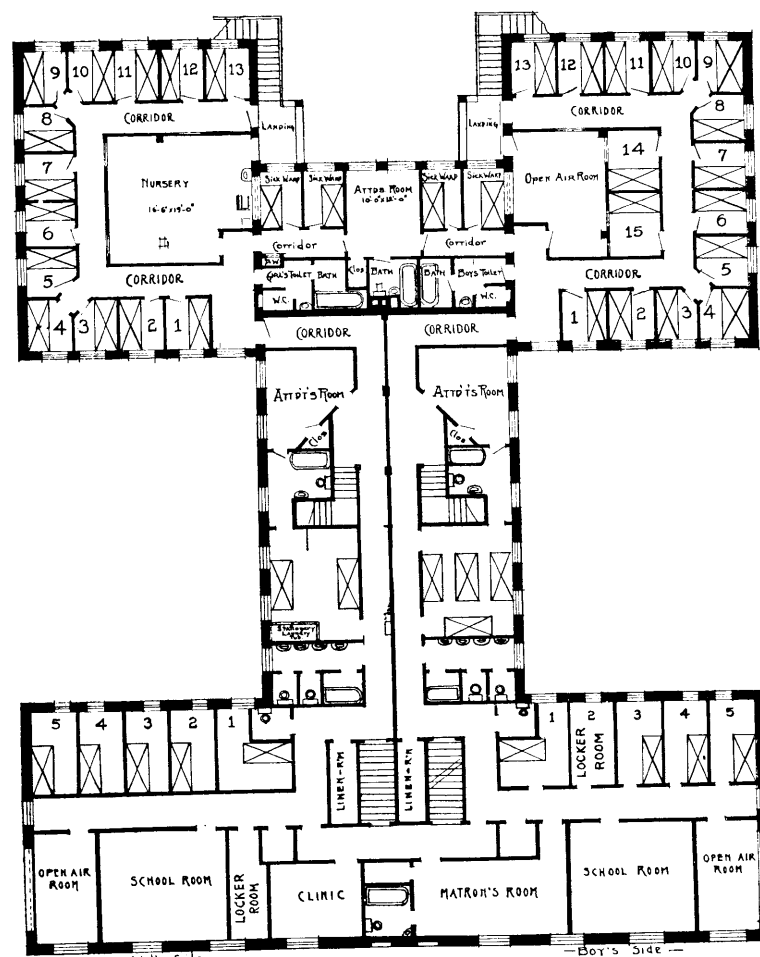 9 10 11 12 13
13 12 11 10 9
CORRIDOR
CORRIDOR
8
8
LANDING
LANDING
7
7
NURSERY
16'-6"x19'-0"
SICK WARD
SICK WARD
ATTD'S ROOM
SICK WARD
SICK WARD
OPEN AIR ROOM
14
15
6
6
5
5
CORRIDOR
CORRIDOR
CORRIDOR
CORRIDOR
GIRL'S TOILET
BATH
CLOS
BATH
BATH
BOYS TOILET
W.C.
W.C.
4 3 2 1
1 2 3 4
CORRIDOR
CORRIDOR
ATTD'T'S ROOM
ATTD'T'S ROOM
CLOS
CLOS
5 4 3 2 1
1 2 3 4 5
LOCKER
ROOM
LINEN-R'M
LINEN-R'M
OPEN AIR
ROOM
SCHOOL ROOM
LOCKER
ROOM
CLINIC
MATRON'S ROOM
SCHOOL ROOM
OPEN AIR
ROOM
BOY'S SIDE